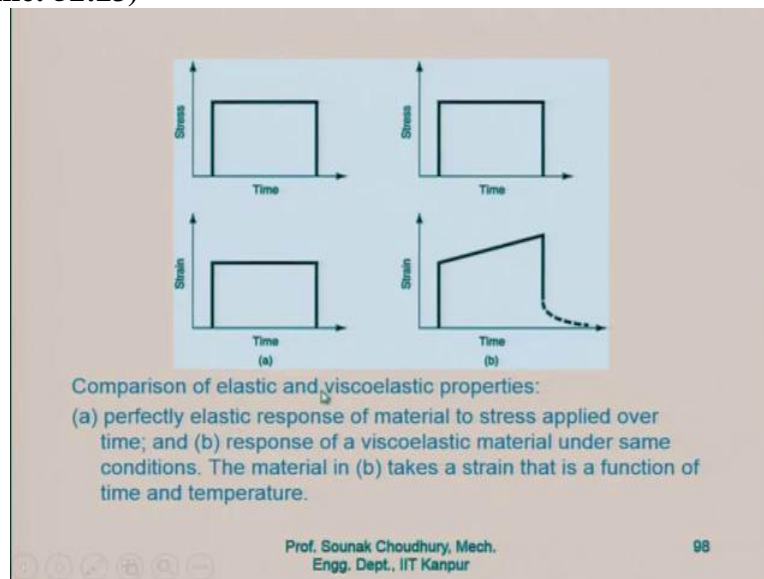 Stress
Time
Stress
Time
Strain
Time
(a)
Strain
Time
(b)
Comparison of elastic and viscoelastic properties:
(a) perfectly elastic response of material to stress applied over
time; and (b) response of a viscoelastic material under same
conditions. The material in (b) takes a strain that is a function of
time and temperature.
Prof. Sounak Choudhury, Mech.
Engg. Dept., IIT Kanpur
98